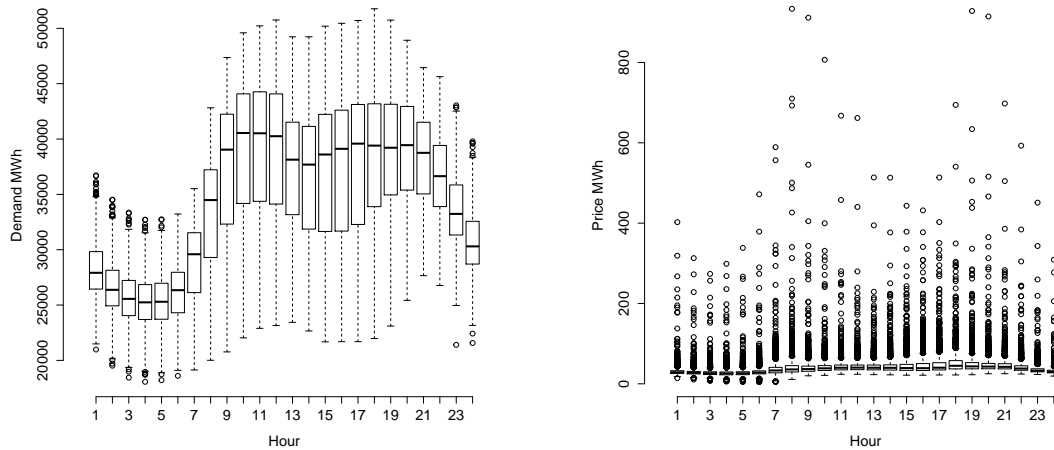 Demand MWh
20000 25000 30000 35000 40000 45000 50000
1 3 5 7 9 11 13 15 17 19 21 23
Hour
Price MWh
0 200 400 600 800
1 3 5 7 9 11 13 15 17 19 21 23
Hour